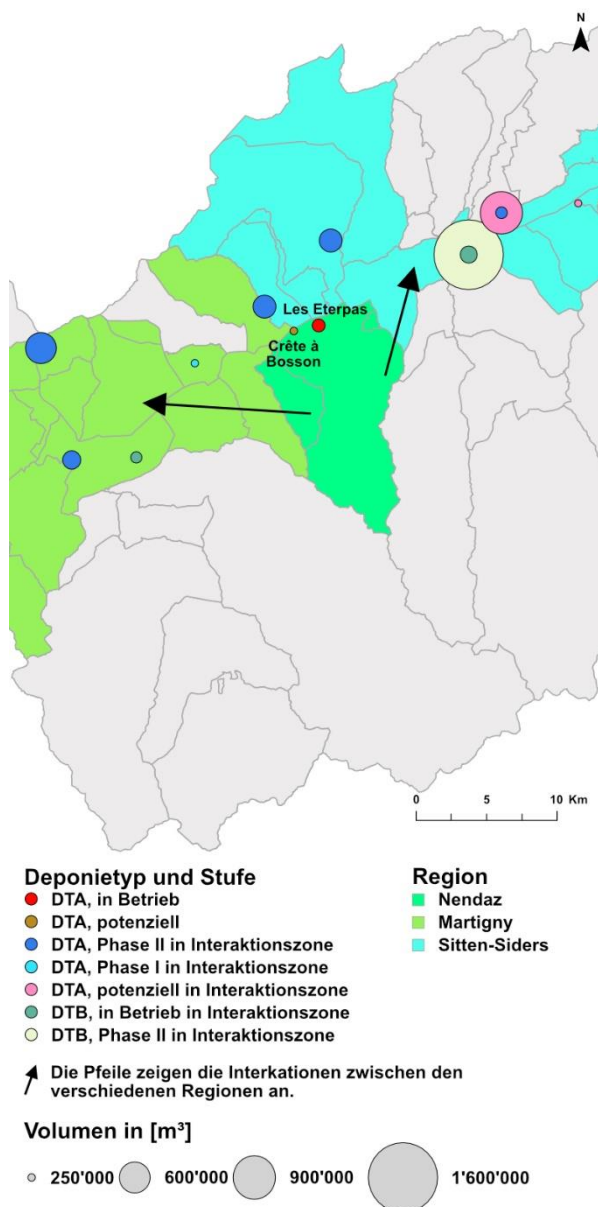 N
Les Eterpas
Crête à
Bosson
0 5 10 Km
Deponietyp und Stufe
DTA, in Betrieb
DTA, potenziell
DTA, Phase II in Interaktionszone
DTA, Phase I in Interaktionszone
DTA, potenziell in Interaktionszone
DTB, in Betrieb in Interaktionszone
DTB, Phase II in Interaktionszone
Region
Nendaz
Martigny
Sitten-Siders
Die Pfeile zeigen die Interkationen zwischen den
verschiedenen Regionen an.
Volumen in [m³]
250'000 600'000 900'000 1'600'000